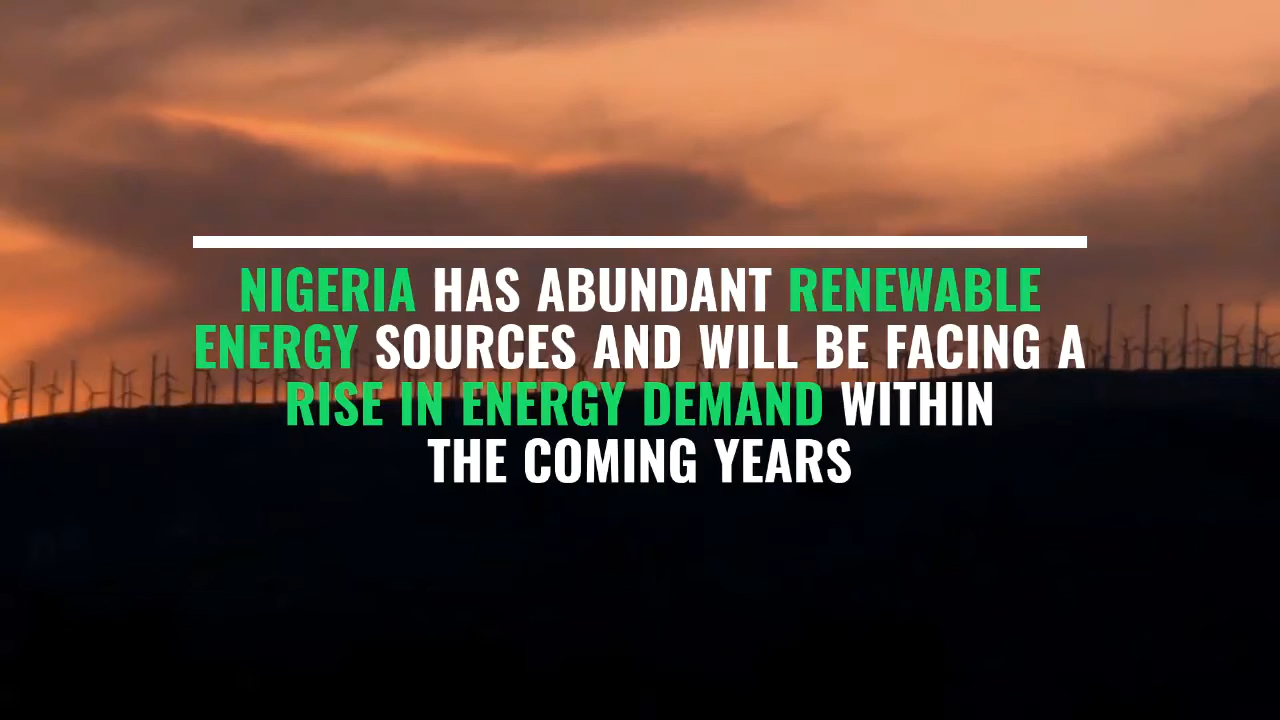 NIGERIA HAS ABUNDANT RENEWABLE
ENERGY SOURCES AND WILL BE FACING A
RISE IN ENERGY DEMAND WITHIN
THE COMING YEARS